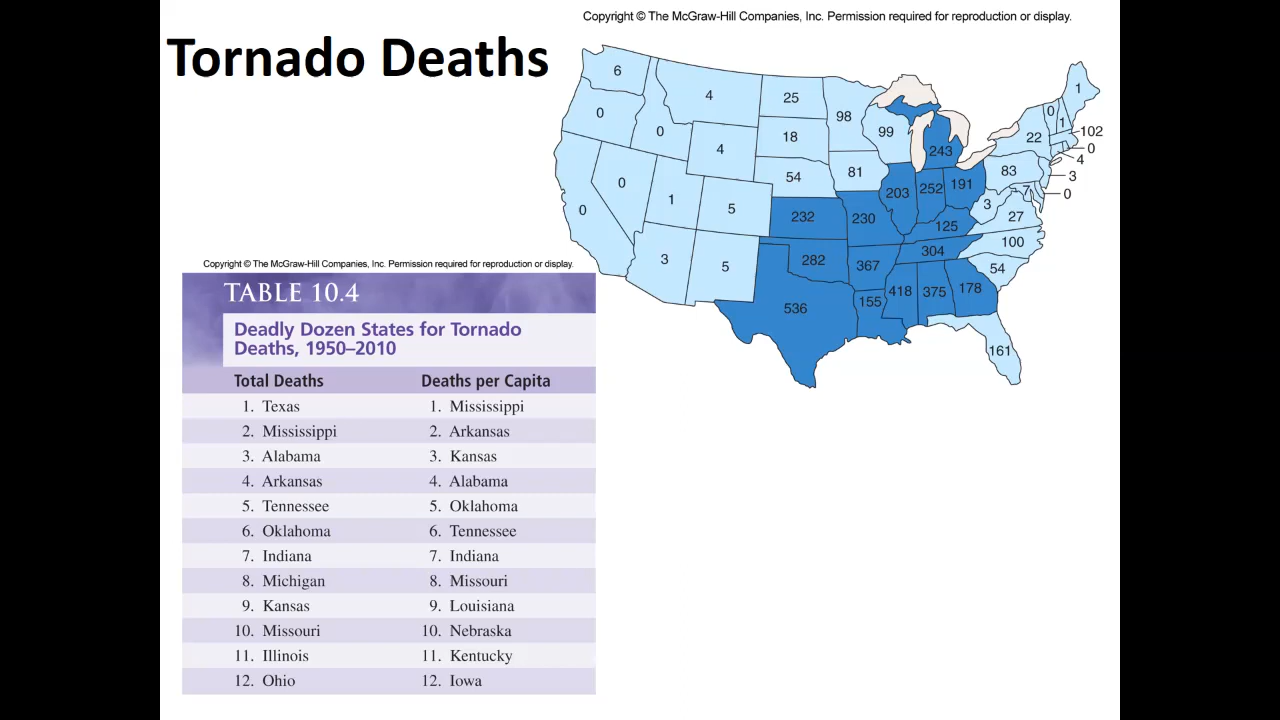 Copyright © The McGraw-Hill Companies, Inc. Permission required for reproduction or display.
Tornado Deaths
6
4
25
98
99
243
0
0
4
18
54
81
0
0
1
5
232
230
203
252
191
125
304
3
5
282
367
418
375
178
155
536
161
54
100
27
3
7
83
22
0
1
1
102
0
4
3
0
Copyright © The McGraw-Hill Companies, Inc. Permission required for reproduction or display.
TABLE 10.4
Deadly Dozen States for Tornado
Deaths, 1950–2010
Total Deaths Deaths per Capita
1. Texas 1. Mississippi
2. Mississippi 2. Arkansas
3. Alabama 3. Kansas
4. Arkansas 4. Alabama
5. Tennessee 5. Oklahoma
6. Oklahoma 6. Tennessee
7. Indiana 7. Indiana
8. Michigan 8. Missouri
9. Kansas 9. Louisiana
10. Missouri 10. Nebraska
11. Illinois 11. Kentucky
12. Ohio 12. Iowa